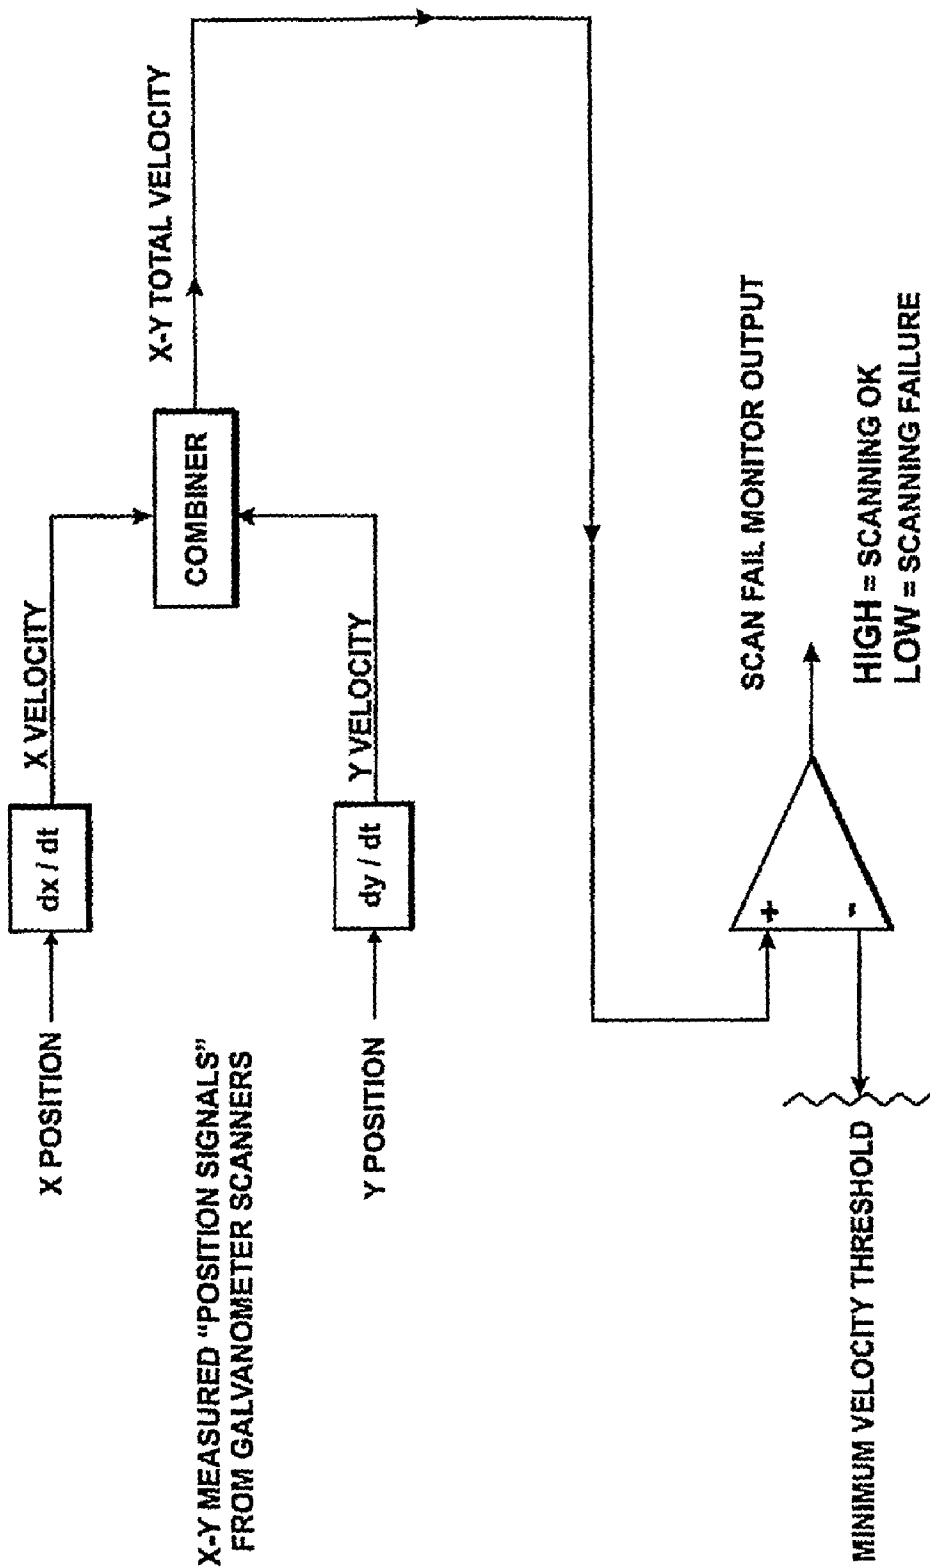 X POSITION
dx / dt
X VELOCITY
X-Y MEASURED “POSITION SIGNALS”
FROM GALVANOMETER SCANNERS
COMBINER
X-Y TOTAL VELOCITY
Y POSITION
dy / dt
Y VELOCITY
MINIMUM VELOCITY THRESHOLD
+
-
SCAN FAIL MONITOR OUTPUT
HIGH = SCANNING OK
LOW = SCANNING FAILURE